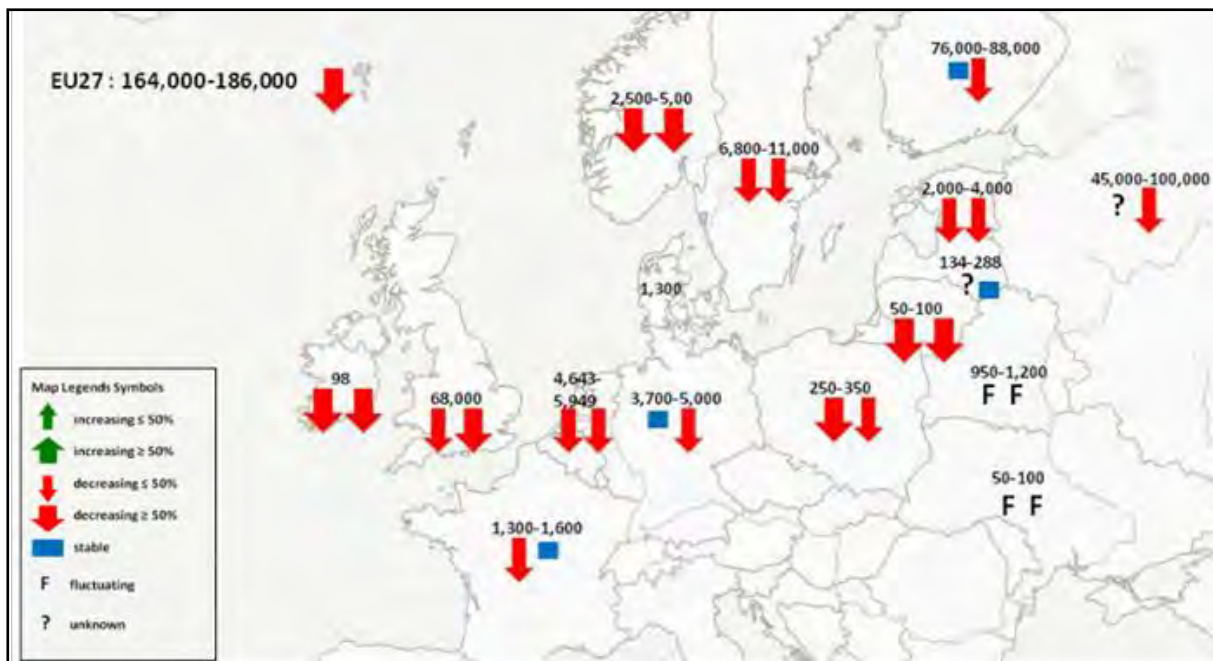 76,000-88,000
EU27 : 164,000-186,000
2,500-5,00
6,800-11,000
45,000-100,000
?
2,000-4,000
134-288
?
1,300
50-100
98
68,000
4,643-
5,949
3,700-5,000
250-350
950-1,200
F F
50-100
F F
1,300-1,600
Map Legends Symbols
increasing ≤ 50%
increasing ≥ 50%
decreasing ≤ 50%
decreasing ≥ 50%
stable
F fluctuating
? unknown